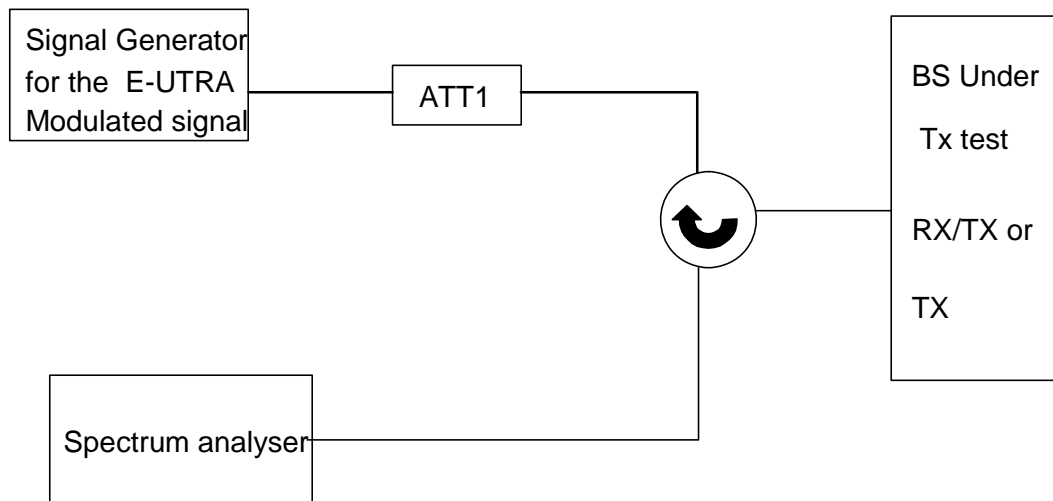 Signal Generator
for the E-UTRA
Modulated signal
ATT1
BS Under
Tx test
RX/TX or
TX
Spectrum analyser